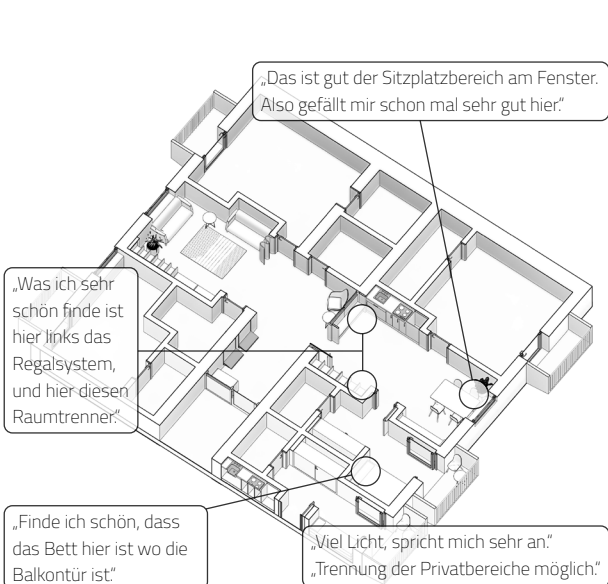 „Das ist gut der Sitzplatzbereich am Fenster.
Also gefällt mir schon mal sehr gut hier.“
„Was ich sehr
schön finde ist
hier links das
Regalsystem,
und hier diesen
Raumtrenner.“
„Finde ich schön, dass
das Bett hier ist wo die
Balkontür ist.“
„Viel Licht, spricht mich sehr an.“
„Trennung der Privatbereiche möglich.“